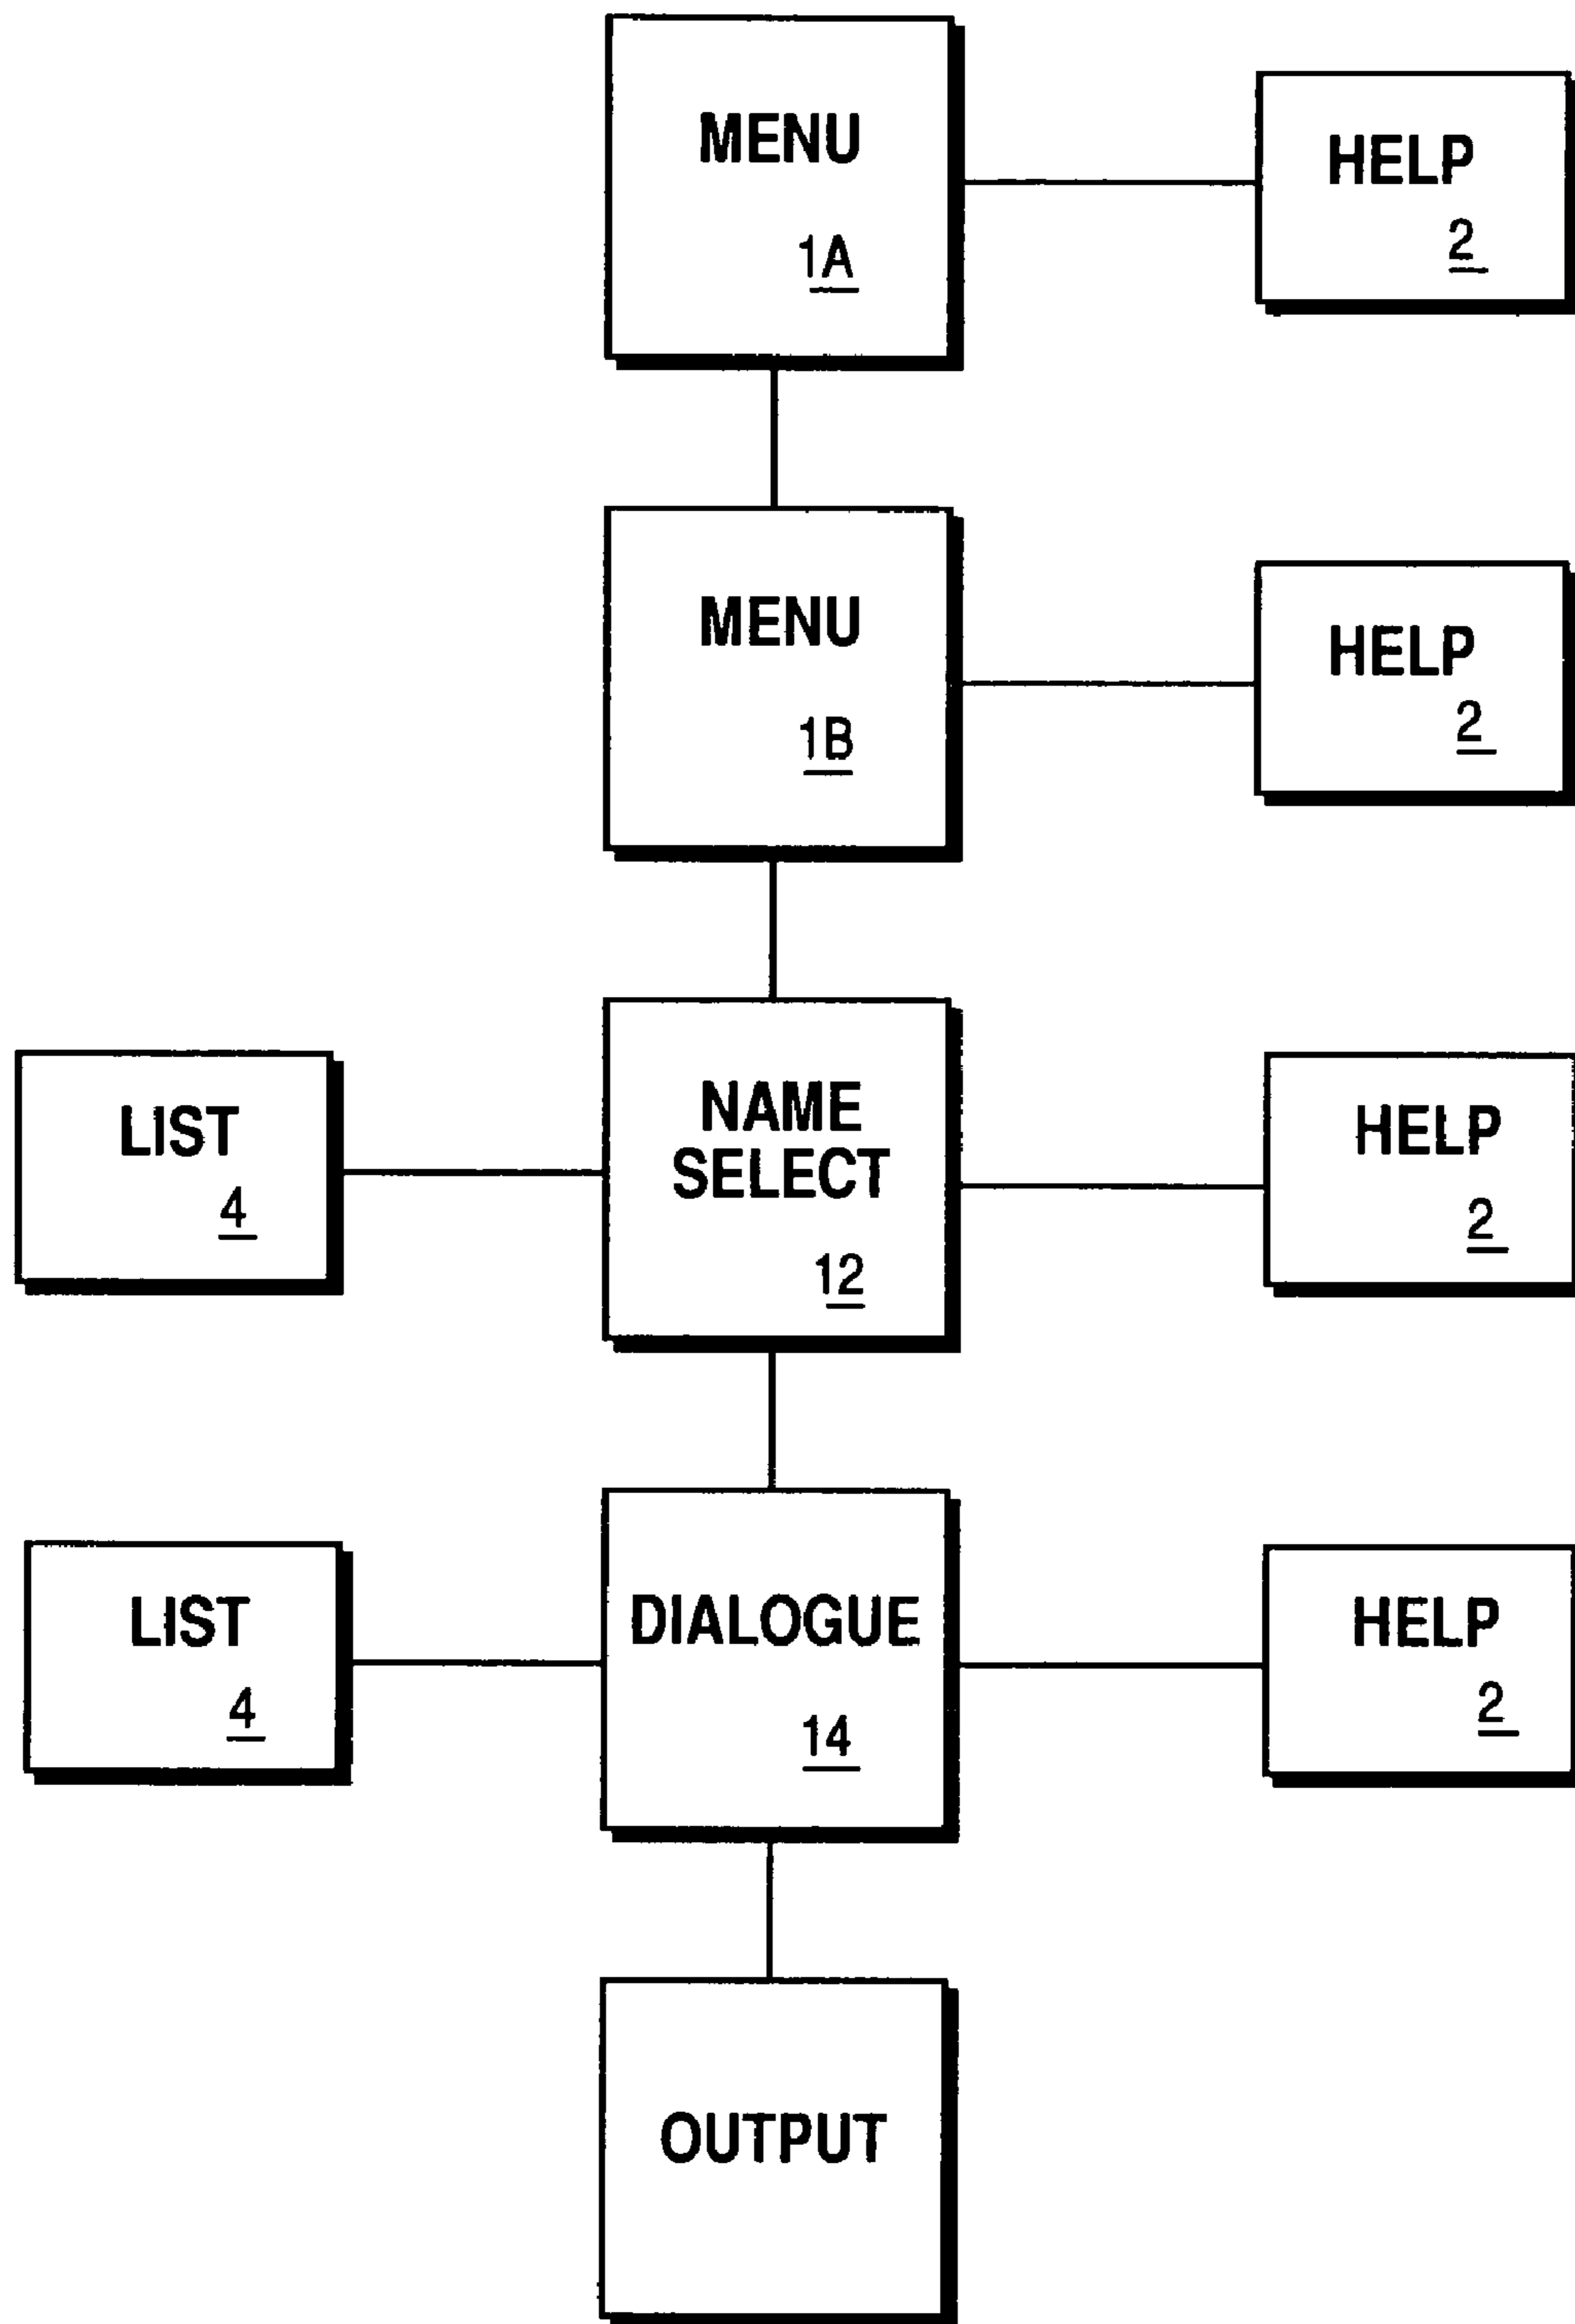 MENU
1A
HELP
2
MENU
1B
HELP
2
LIST
4
NAME
SELECT
12
HELP
2
LIST
4
DIALOGUE
14
HELP
2
OUTPUT